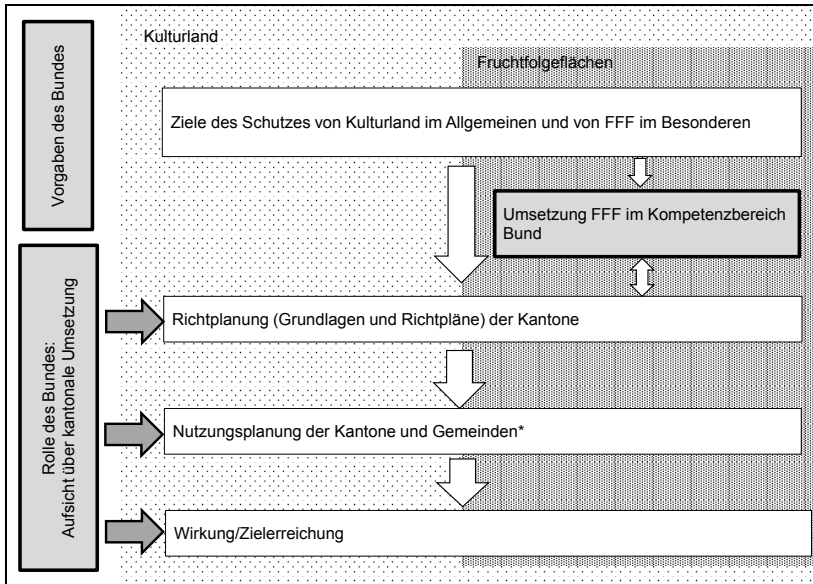 Vorgaben des Bundes
Kulturland
Fruchtfolgeflächen
Ziele des Schutzes von Kulturland im Allgemeinen und von FFF im Besonderen
Umsetzung FFF im Kompetenzbereich
Bund
Rolle des Bundes:
Aufsicht über kantonale Umsetzung
Richtplanung (Grundlagen und Richtpläne) der Kantone
Nutzungsplanung der Kantone und Gemeinden*
Wirkung/Zielerreichung